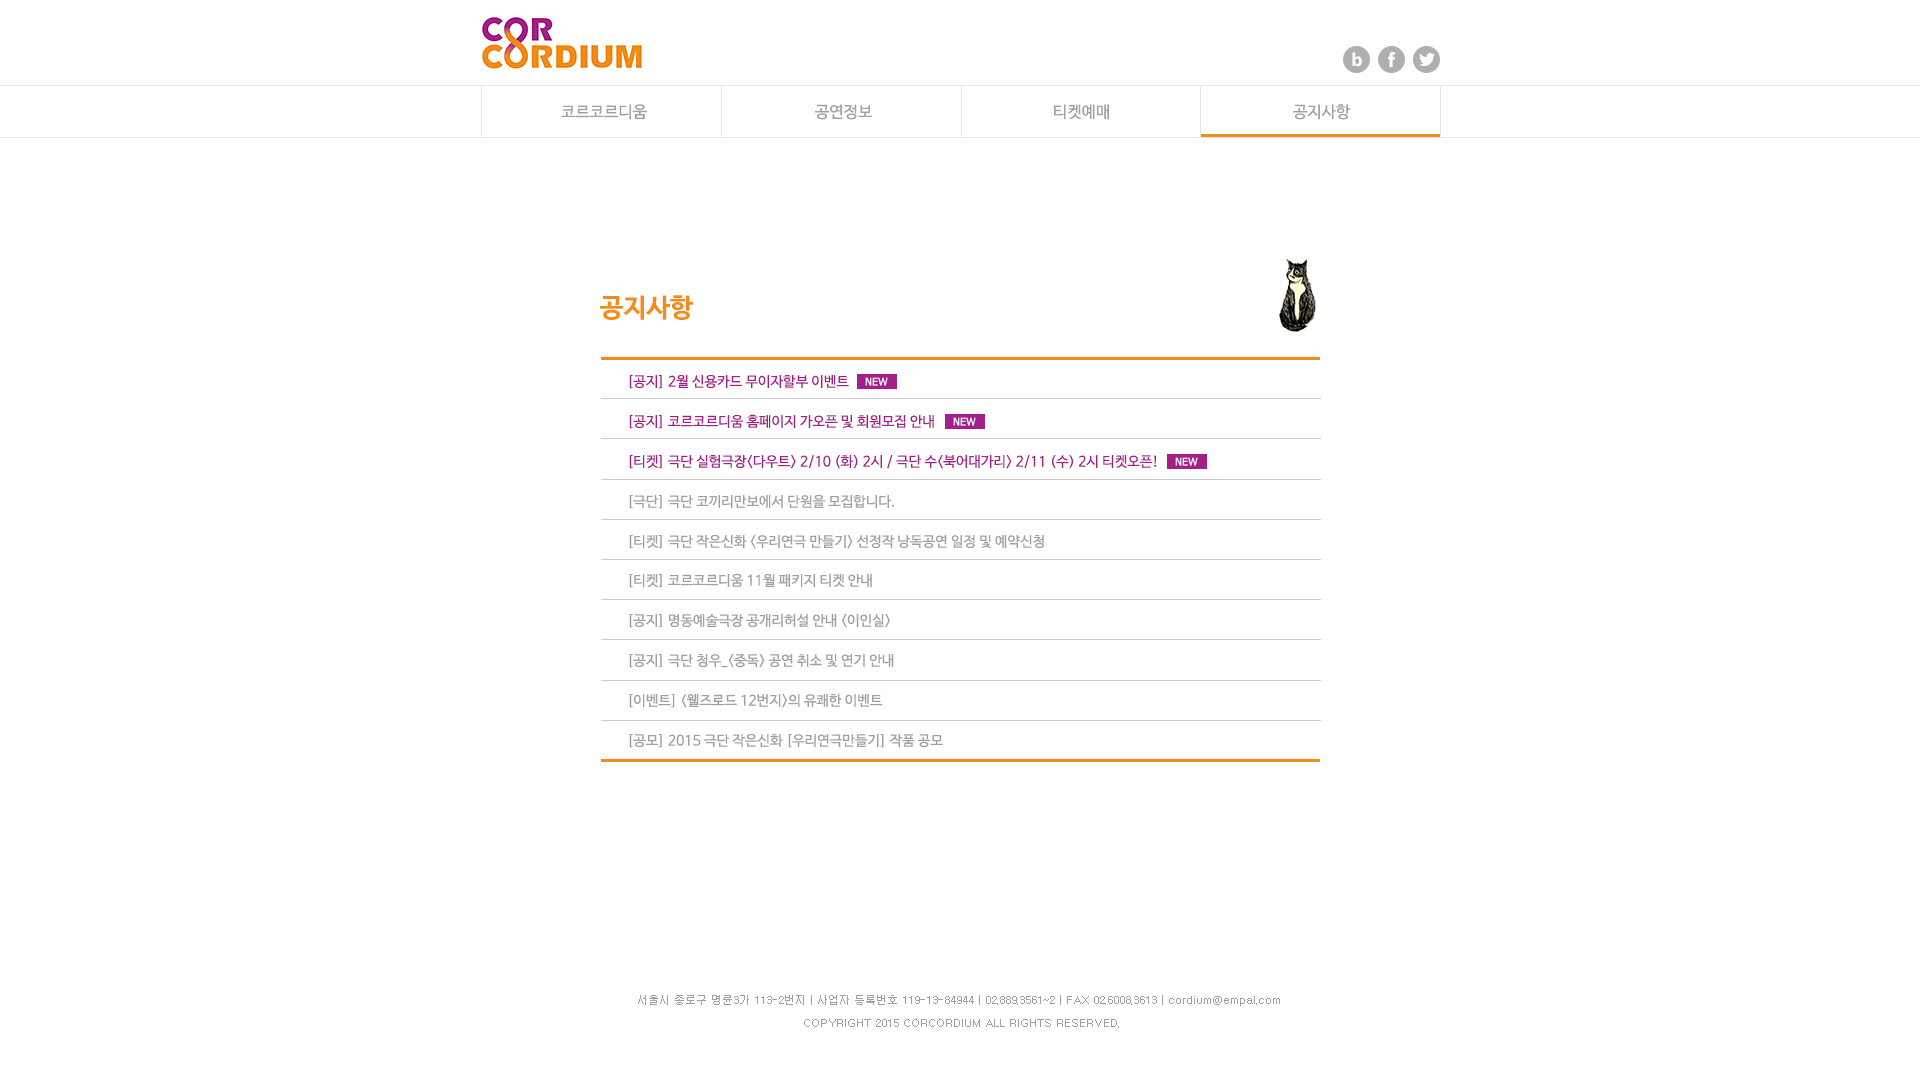 COR
CORDIUM
b f
코르코르디움 공연정보 티켓예매 공지사항
공지사항
[공지] 2월 신용카드 무이자할부 이벤트 NEW
[공지] 코르코르디움 홈페이지 가오픈 및 회원모집 안내 NEW
[티켓] 극단 실험극장<다우트> 2/10 (화) 2시 / 극단 수<북어대가리> 2/11 (수) 2시 티켓오픈! NEW
[극단] 극단 코끼리만보에서 단원을 모집합니다.
[티켓] 극단 작은신화 <우리연극 만들기> 선정작 낭독공연 일정 및 예약신청
[티켓] 코르코르디움 11월 패키지 티켓 안내
[공지] 명동예술극장 공개리허설 안내 <이인실>
[공지] 극단 청우_<중독> 공연 취소 및 연기 안내
[이벤트] <웰즈로드 12번지>의 유쾌한 이벤트
[공모] 2015 극단 작은신화 [우리연극만들기] 작품 공모
서울시 종로구 명륜3가 113-2번지 | 사업자 등록번호 119-13-84944 | 02.889.3561~2 | FAX 02.6008.3613 | cordium@empal.com
COPYRIGHT 2015 CORCORDIUM ALL RIGHTS RESERVED.